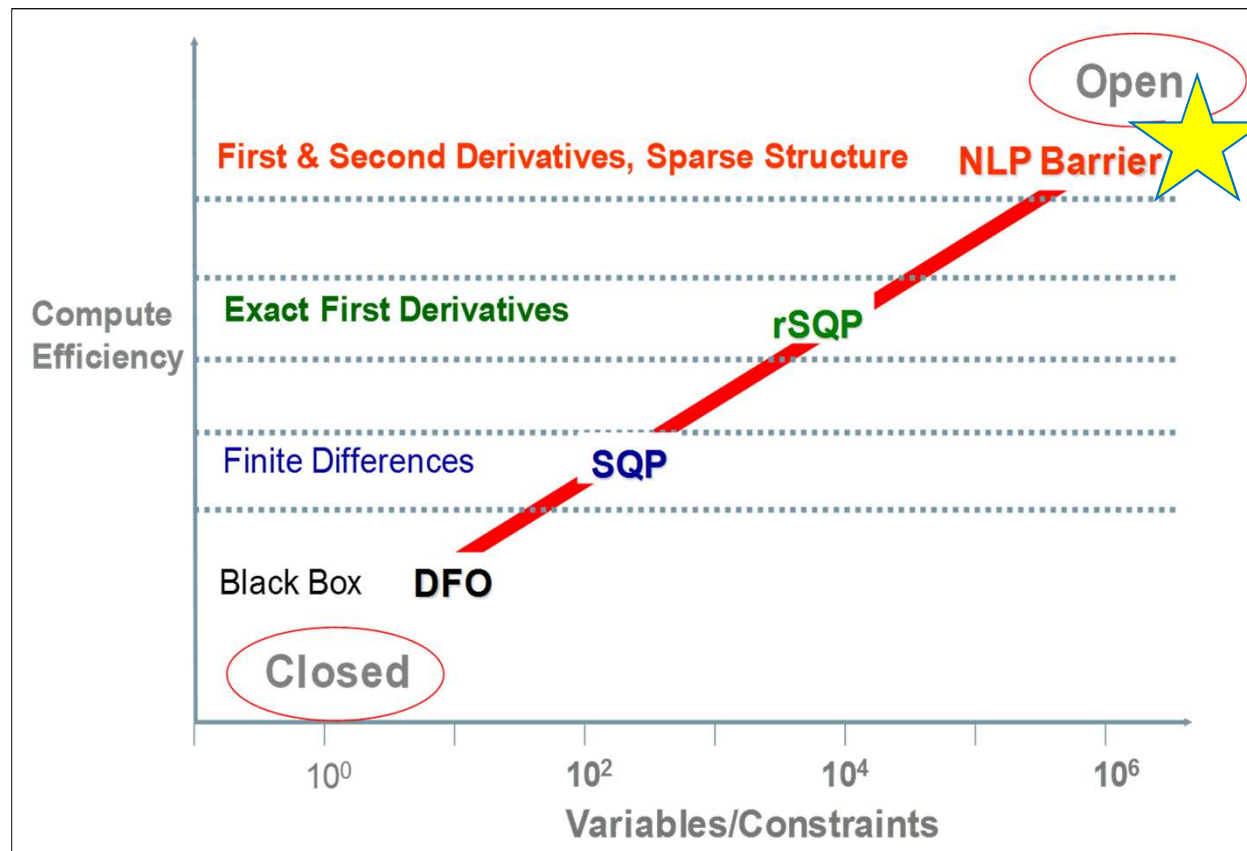 Open
First & Second Derivatives, Sparse Structure NLP Barrier
Compute
Efficiency
Exact First Derivatives rSQP
Finite Differences SQP
Black Box DFO
Closed
10⁰ 10² 10⁴ 10⁶
Variables/Constraints